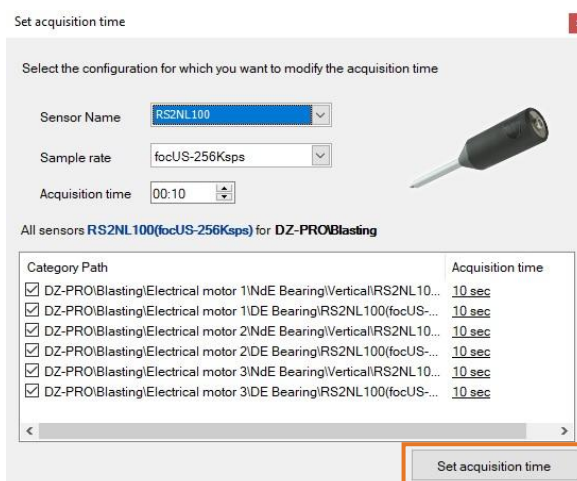 Set acquisition time
Select the configuration for which you want to modify the acquisition time
Sensor Name RS2NL100
Sample rate focUS-256Ksps
Acquisition time 00:10
All sensors RS2NL100(focUS-256Ksps) for DZ-PRO\Blasting
Category Path Acquisition time
DZ-PRO\Blasting\Electrical motor 1\NdE Bearing\Vertical\RS2NL10... 10 sec
DZ-PRO\Blasting\Electrical motor 1\DE Bearing\RS2NL100(focUS-... 10 sec
DZ-PRO\Blasting\Electrical motor 2\NdE Bearing\Vertical\RS2NL10... 10 sec
DZ-PRO\Blasting\Electrical motor 2\DE Bearing\RS2NL100(focUS-... 10 sec
DZ-PRO\Blasting\Electrical motor 3\NdE Bearing\Vertical\RS2NL10... 10 sec
DZ-PRO\Blasting\Electrical motor 3\DE Bearing\RS2NL100(focUS-... 10 sec
Set acquisition time